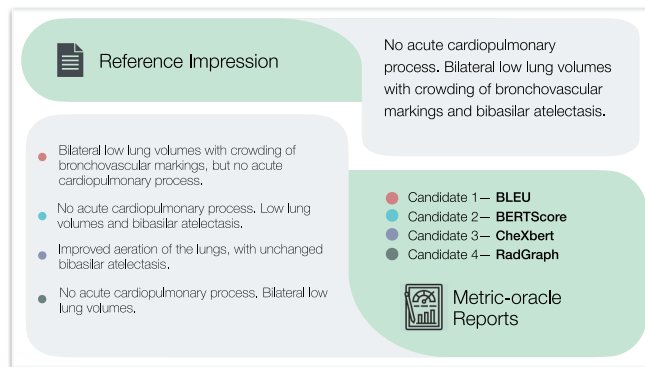 Reference Impression
No acute cardiopulmonary
process. Bilateral low lung volumes
with crowding of bronchovascular
markings and bibasilar atelectasis.
Bilateral low lung volumes with crowding of
bronchovascular markings, but no acute
cardiopulmonary process.
No acute cardiopulmonary process. Low lung
volumes and bibasilar atelectasis.
Improved aeration of the lungs, with unchanged
bibasilar atelectasis.
No acute cardiopulmonary process. Bilateral low
lung volumes.
Candidate 1— BLEU
Candidate 2— BERTScore
Candidate 3— CheXbert
Candidate 4— RadGraph
Metric-oracle
Reports